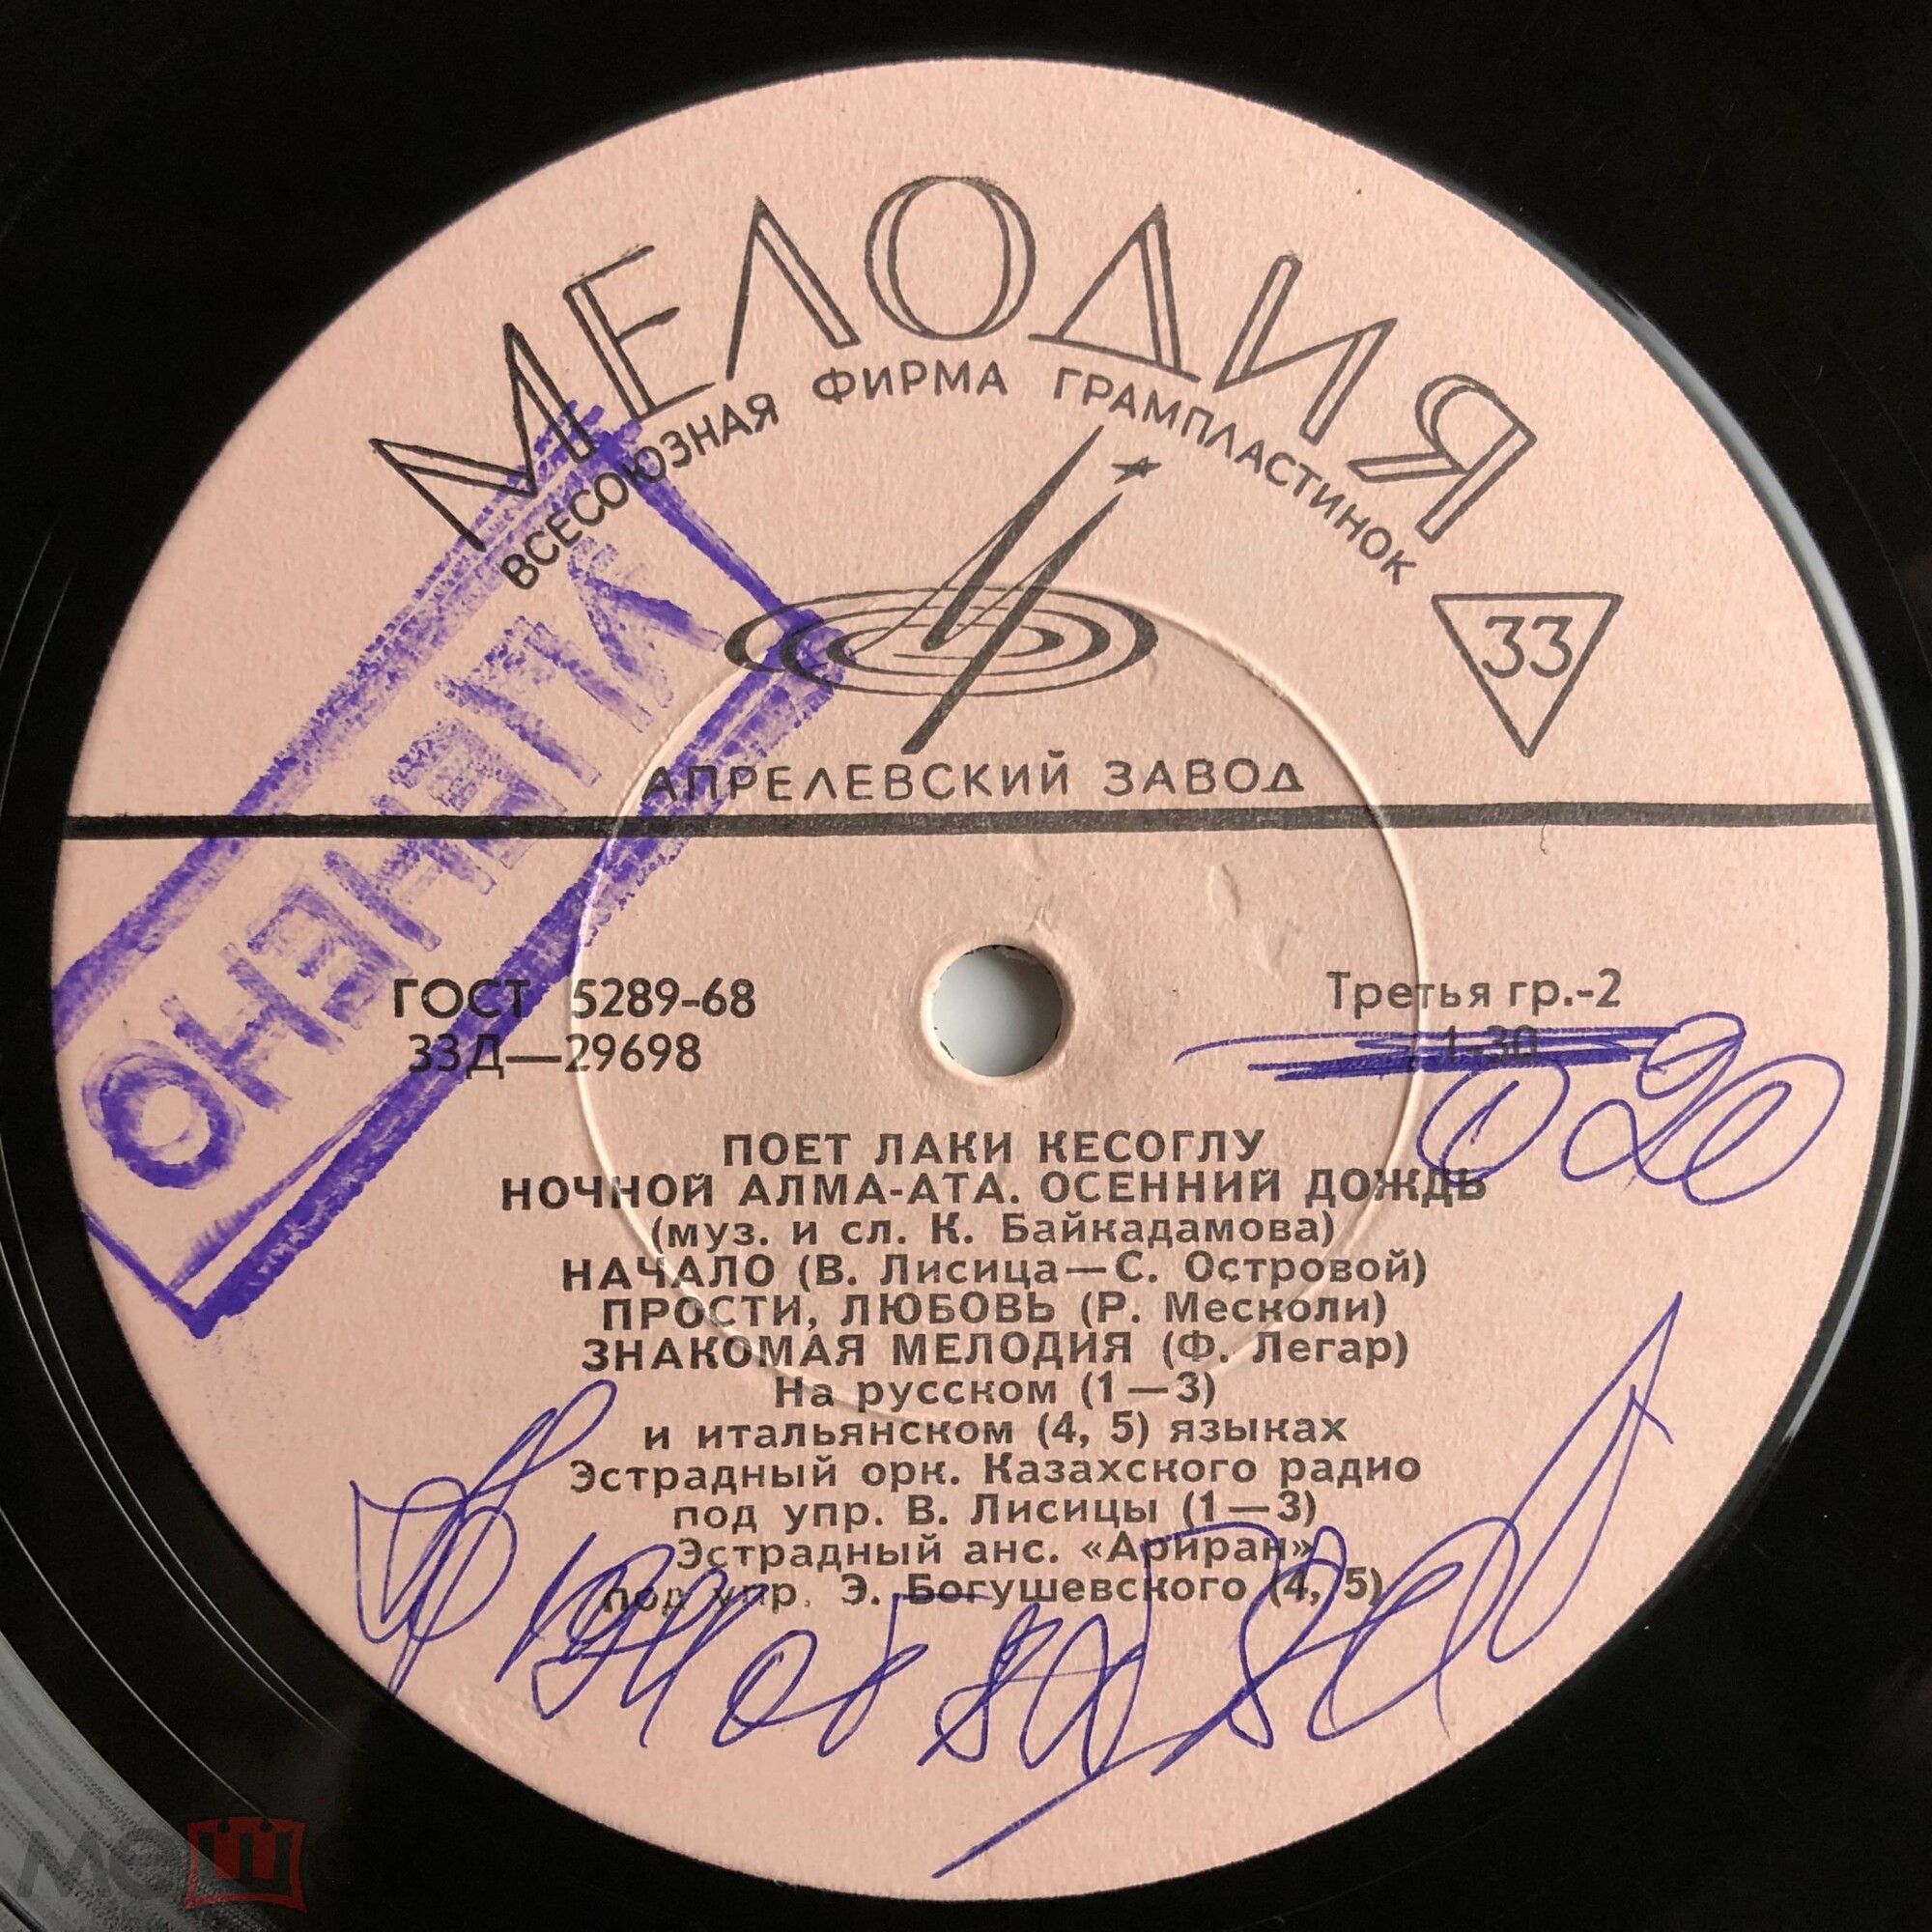 МЕЛОДИЯ
ВСЕСОЮЗНАЯ ФИРМА ГРАМПЛАСТИНОК
33
АПРЕЛЕВСКИЙ ЗАВОД
УЦЕНЕНО
ГОСТ 5289-68
Третья гр.-2
33Д—29698
1-30
0 20
ПОЕТ ЛАКИ КЕСОГЛУ
НОЧНОЙ АЛМА-АТА. ОСЕННИЙ ДОЖДЬ
(муз. и сл. К. Байкадамова)
НАЧАЛО (В. Лисица—С. Островой)
ПРОСТИ, ЛЮБОВЬ (Р. Месколи)
ЗНАКОМАЯ МЕЛОДИЯ (Ф. Легар)
На русском (1—3)
и итальянском (4, 5) языках
Эстрадный орк. Казахского радио
под упр. В. Лисицы (1—3)
Эстрадный анс. «Ариран»
под упр. Э. Богушевского (4, 5)
мешок